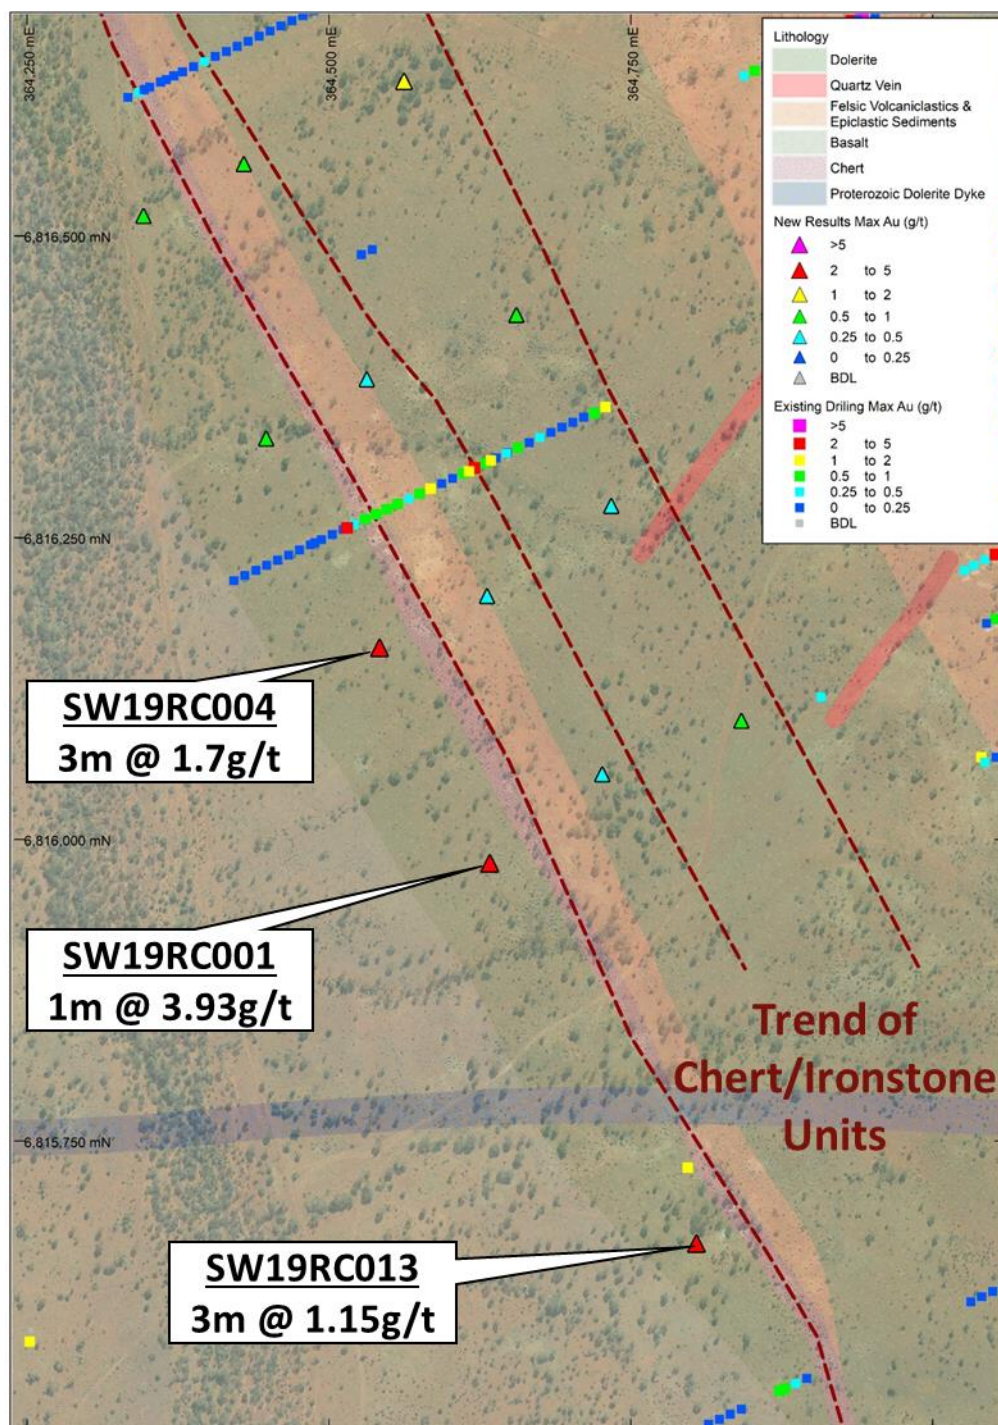 364,250 mE
364,500 mE
364,750 mE
6,816,500 mN
6,816,250 mN
6,816,000 mN
6,815,750 mN
Lithology
Dolerite
Quartz Vein
Felsic Volcaniclastics &
Epiclastic Sediments
Basalt
Chert
Proterozoic Dolerite Dyke
New Results Max Au (g/t)
>5
2 to 5
1 to 2
0.5 to 1
0.25 to 0.5
0 to 0.25
BDL
Existing Driling Max Au (g/t)
>5
2 to 5
1 to 2
0.5 to 1
0.25 to 0.5
0 to 0.25
BDL
SW19RC004
3m @ 1.7g/t
SW19RC001
1m @ 3.93g/t
Trend of
Chert/Ironstone
Units
SW19RC013
3m @ 1.15g/t